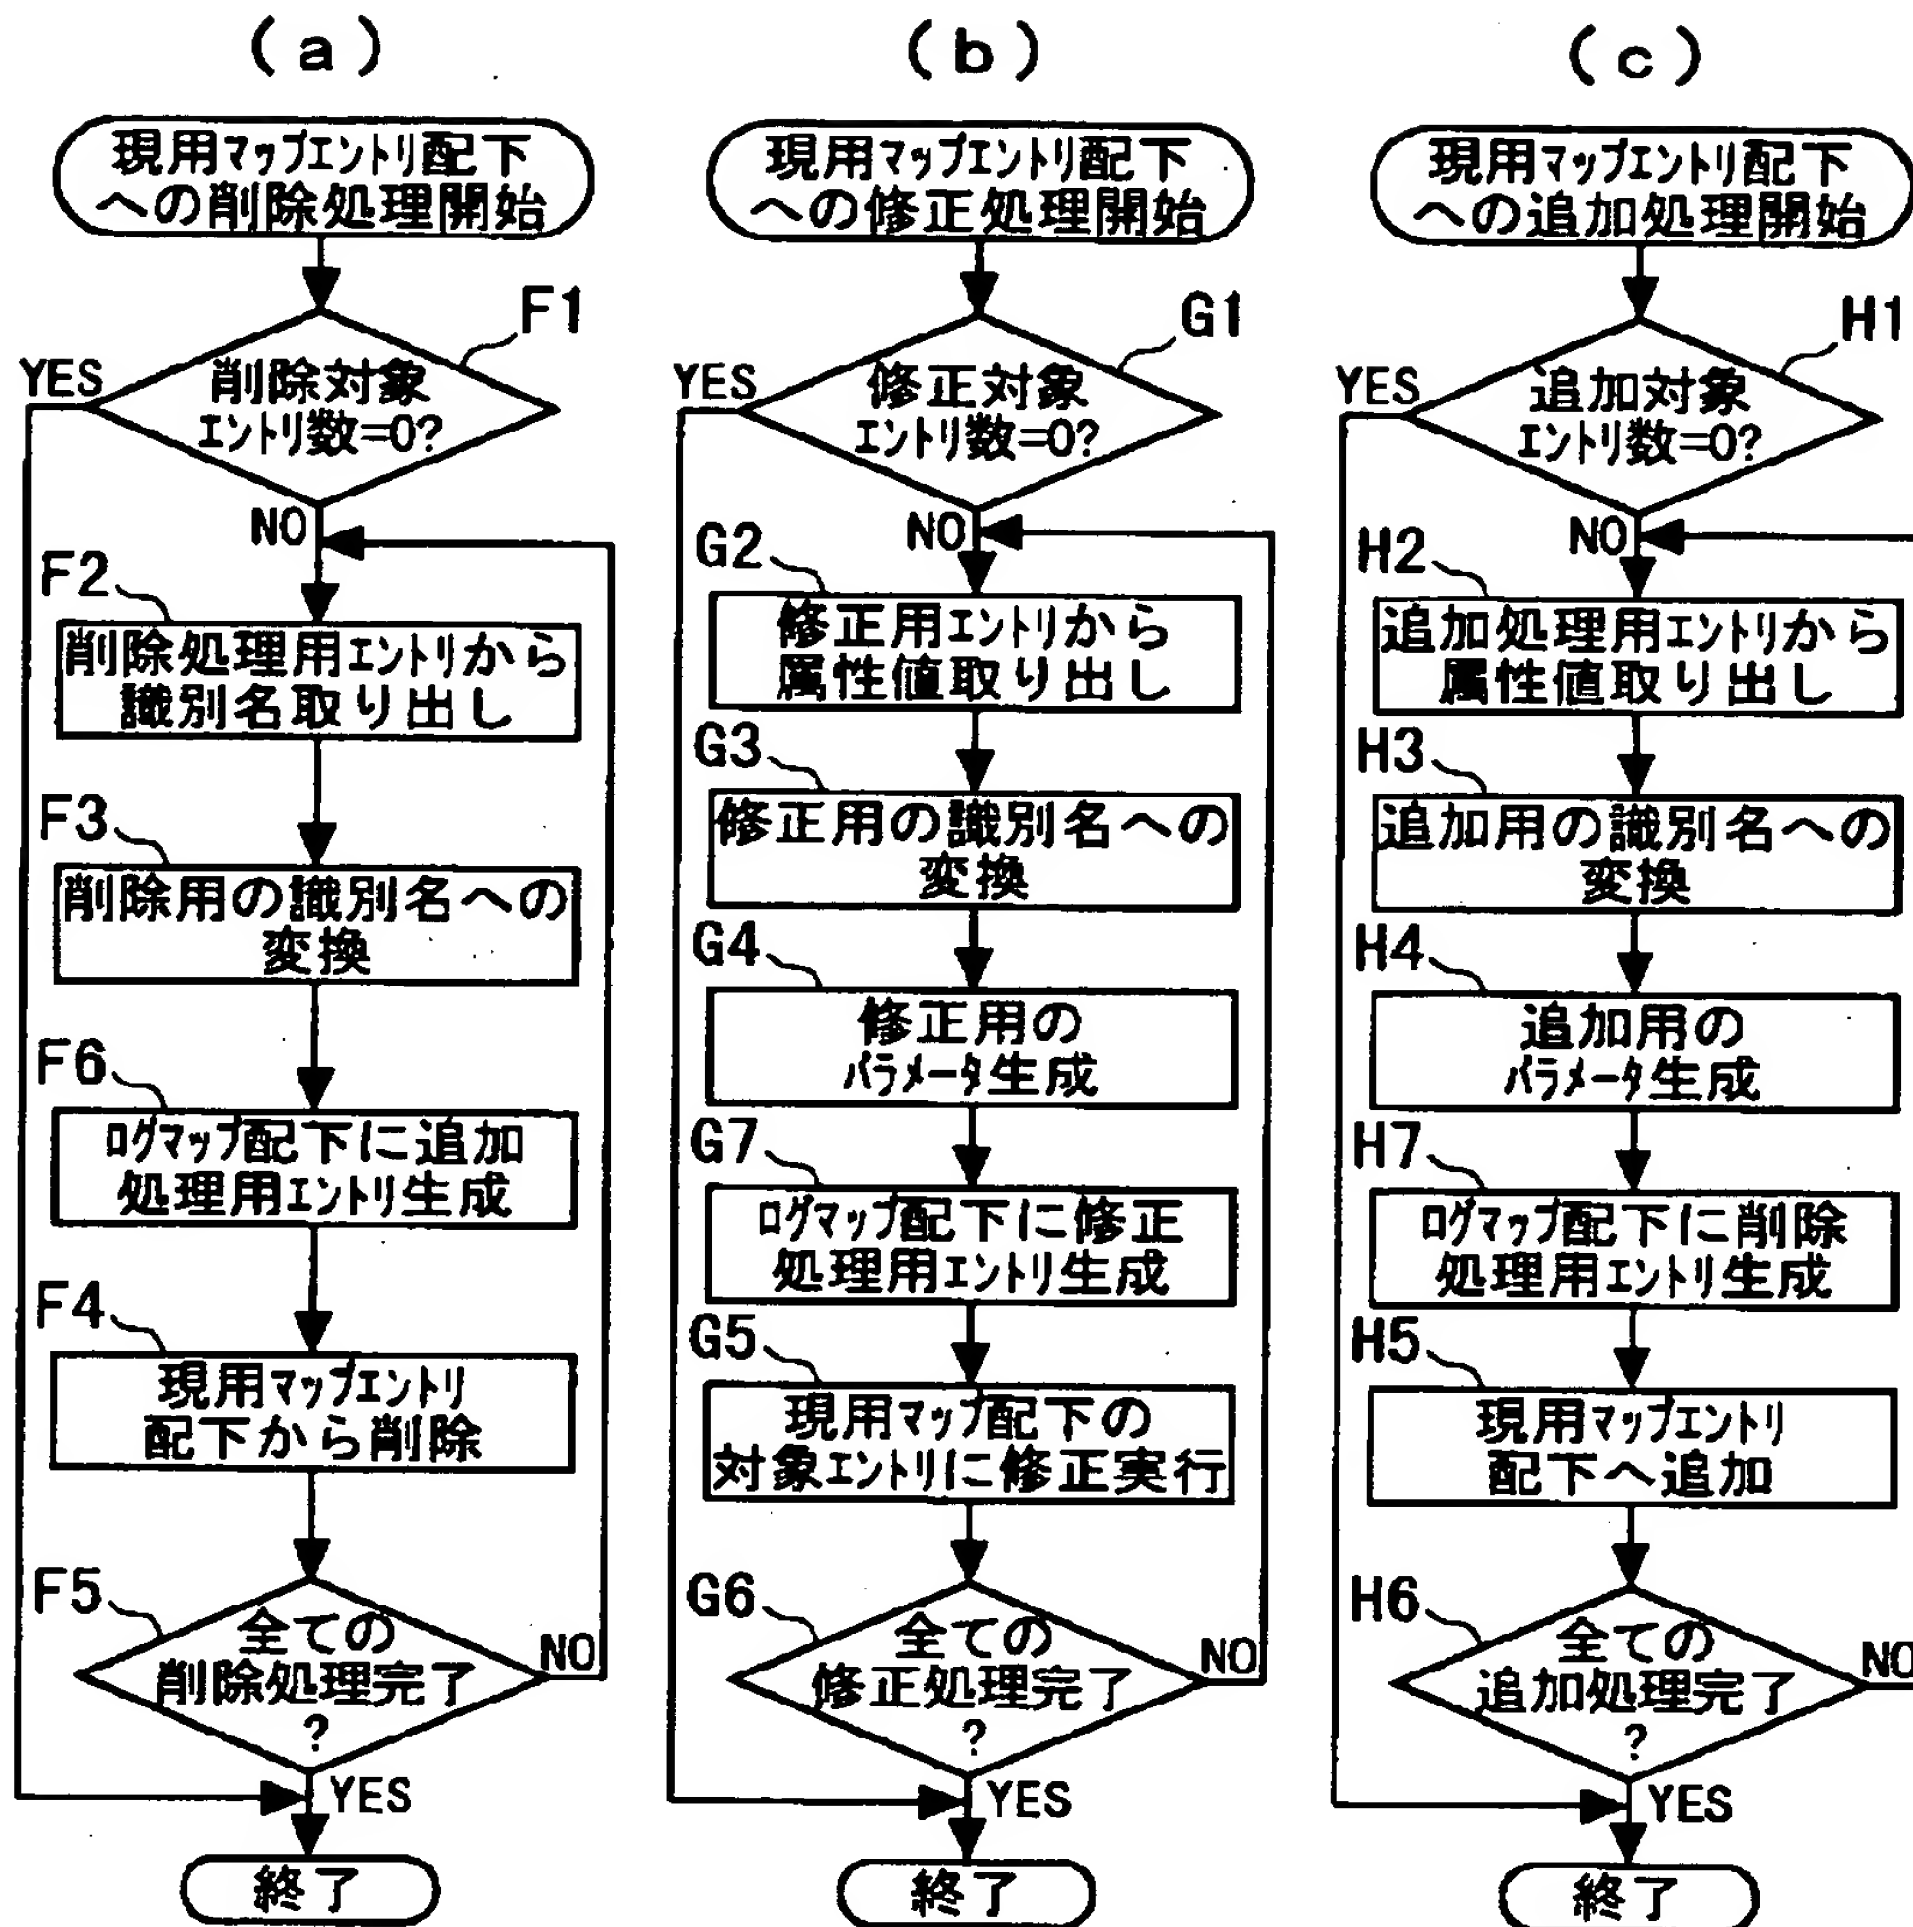 (a)
現用マップエントリ配下
への削除処理開始
F1
YES
削除対象
エントリ数=0?
NO
F2
削除処理用エントリから
識別名取り出し
F3
削除用の識別名への
変換
F6
ログマップ配下に追加
処理用エントリ生成
F4
現用マップエントリ
配下から削除
F5
全ての
削除処理完了
?
NO
YES
終了
(b)
現用マップエントリ配下
への修正処理開始
G1
YES
修正対象
エントリ数=0?
NO
G2
修正用エントリから
属性値取り出し
G3
修正用の識別名への
変換
G4
修正用の
パラメータ生成
G7
ログマップ配下に修正
処理用エントリ生成
G5
現用マップ配下の
対象エントリに修正実行
G6
全ての
修正処理完了
?
NO
YES
終了
(c)
現用マップエントリ配下
への追加処理開始
H1
YES
追加対象
エントリ数=0?
NO
H2
追加処理用エントリから
属性値取り出し
H3
追加用の識別名への
変換
H4
追加用の
パラメータ生成
H7
ログマップ配下に削除
処理用エントリ生成
H5
現用マップエントリ
配下へ追加
H6
全ての
追加処理完了
?
NO
YES
終了